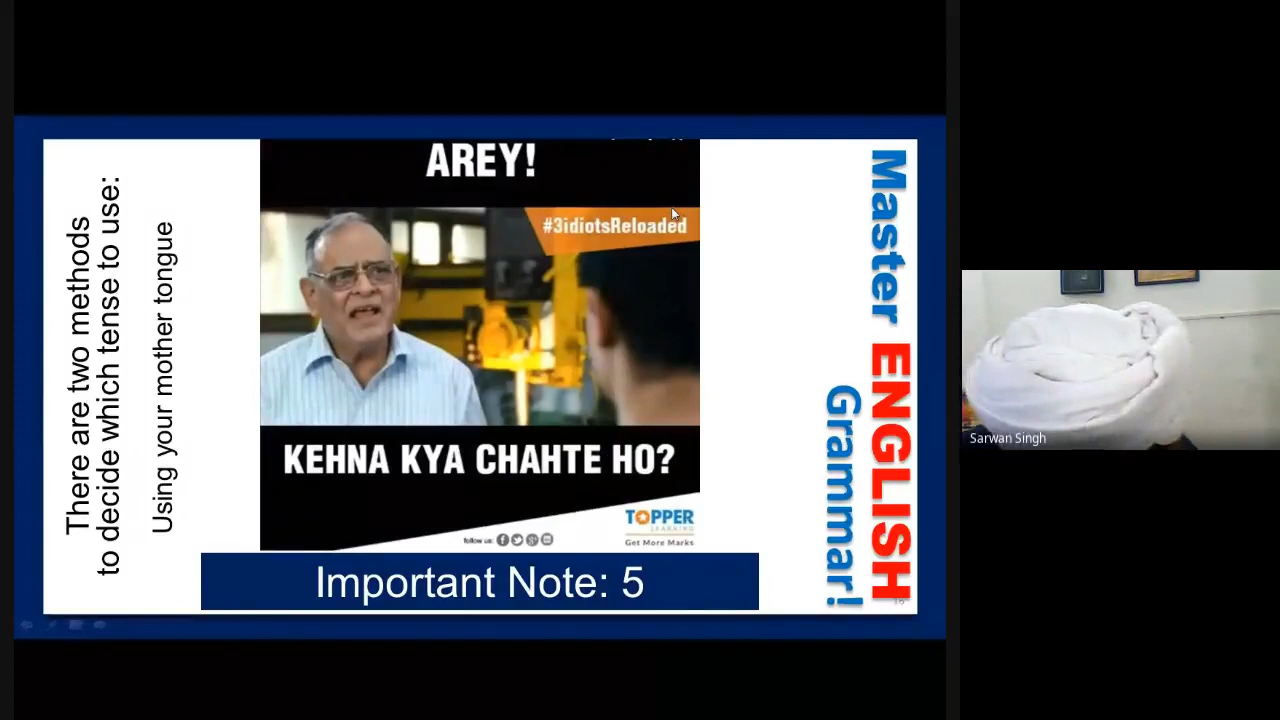 There are two methods
to decide which tense to use:
Using your mother tongue
AREY!
#3idiotsReloaded
KEHNA KYA CHAHTE HO?
TOPPER
LEARNING
Get More Marks
follow us:
Important Note: 5
Master ENGLISH
Grammar!
16
Sarwan Singh